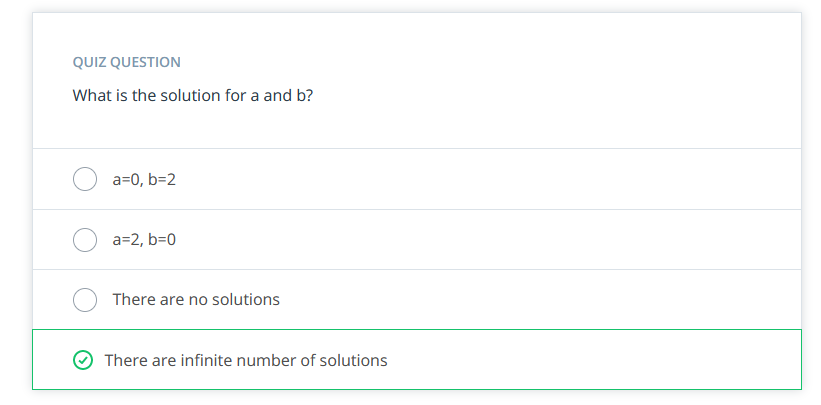 QUIZ QUESTION
What is the solution for a and b?
a=0, b=2
a=2, b=0
There are no solutions
There are infinite number of solutions